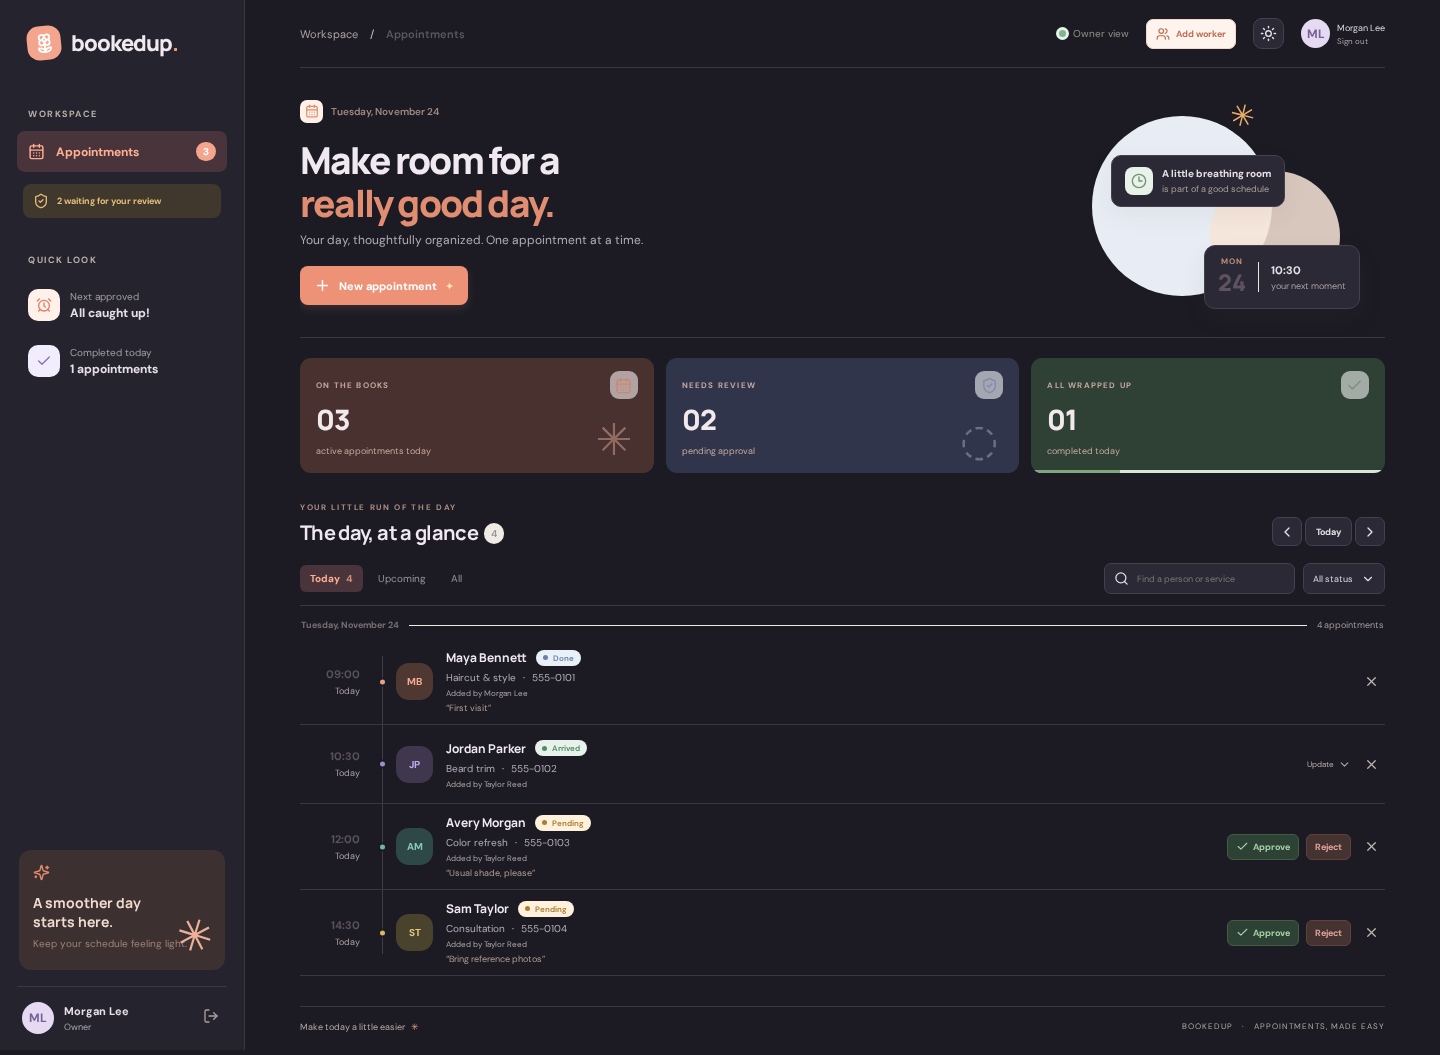 bookedup.
WORKSPACE
Appointments 3
2 waiting for your review
QUICK LOOK
Next approved
All caught up!
Completed today
1 appointments
A smoother day
starts here.
Keep your schedule feeling light.
ML Morgan Lee
Owner
Workspace / Appointments
Owner view
Add worker
ML Morgan Lee
Sign out
Tuesday, November 24
Make room for a
really good day.
Your day, thoughtfully organized. One appointment at a time.
New appointment
A little breathing room
is part of a good schedule
MON
24
10:30
your next moment
ON THE BOOKS
03
active appointments today
NEEDS REVIEW
02
pending approval
ALL WRAPPED UP
01
completed today
YOUR LITTLE RUN OF THE DAY
The day, at a glance 4
Today
Today 4 Upcoming All
Find a person or service
All status
Tuesday, November 24
4 appointments
09:00
Today
MB
Maya Bennett Done
Haircut & style · 555-0101
Added by Morgan Lee
"First visit"
10:30
Today
JP
Jordan Parker Arrived
Beard trim · 555-0102
Added by Taylor Reed
Update
12:00
Today
AM
Avery Morgan Pending
Color refresh · 555-0103
Added by Taylor Reed
"Usual shade, please"
Approve Reject
14:30
Today
ST
Sam Taylor Pending
Consultation · 555-0104
Added by Taylor Reed
"Bring reference photos"
Approve Reject
Make today a little easier
BOOKEDUP · APPOINTMENTS, MADE EASY